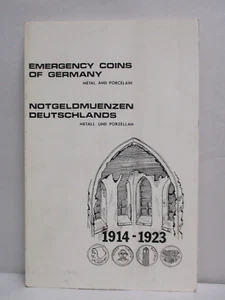 EMERGENCY COINS
OF GERMANY
METAL AND PORCELAIN
NOTGELDMUENZEN
DEUTSCHLANDS
METALL UND PORZELLAN
1914-1923